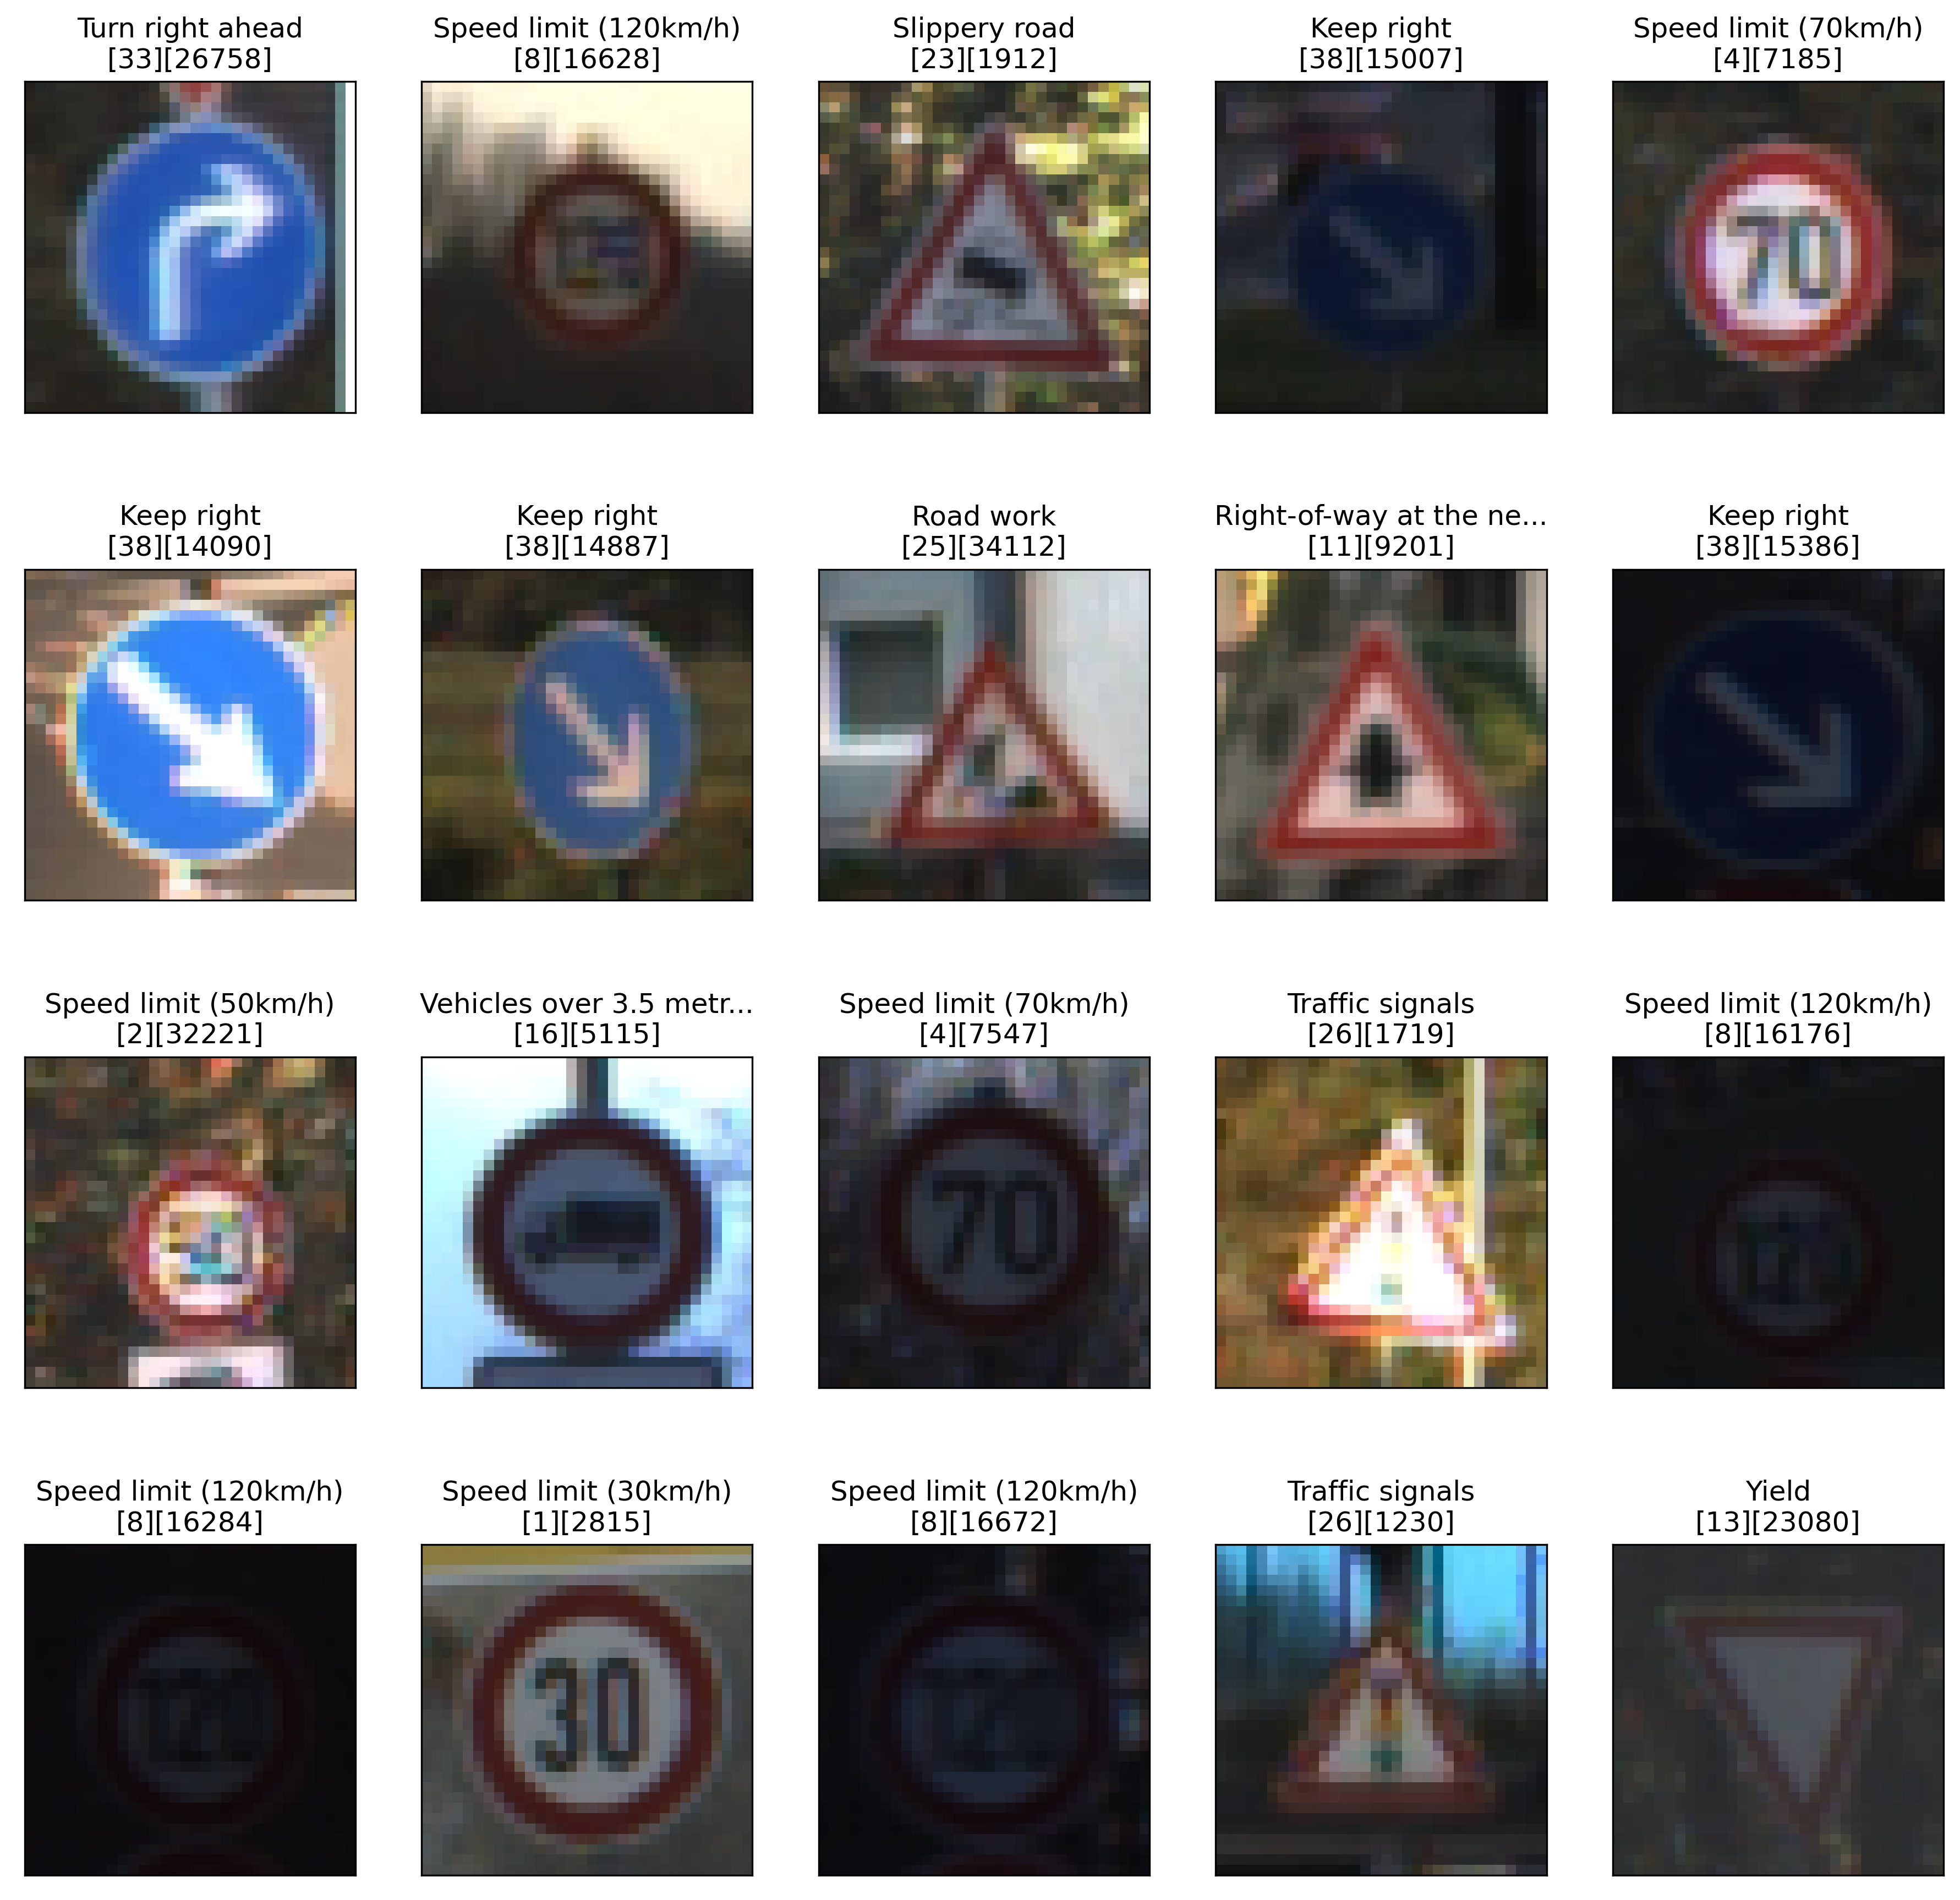 Turn right ahead
[33][26758]
Speed limit (120km/h)
[8][16628]
Slippery road
[23][1912]
Keep right
[38][15007]
Speed limit (70km/h)
[4][7185]
70
Keep right
[38][14090]
Keep right
[38][14887]
Road work
[25][34112]
Right-of-way at the ne...
[11][9201]
Keep right
[38][15386]
Speed limit (50km/h)
[2][32221]
Vehicles over 3.5 metr...
[16][5115]
Speed limit (70km/h)
[4][7547]
Traffic signals
[26][1719]
Speed limit (120km/h)
[8][16176]
70
Speed limit (120km/h)
[8][16284]
Speed limit (30km/h)
[1][2815]
Speed limit (120km/h)
[8][16672]
Traffic signals
[26][1230]
Yield
[13][23080]
30